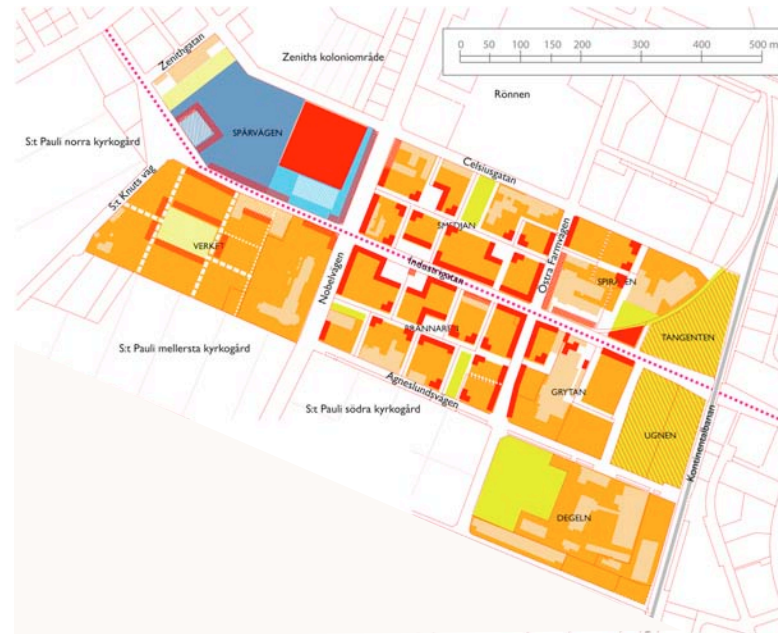 Zenithgatan
Zeniths koloniområde
0 50 100 150 200 300 400 500 m
Rönnen
SPÅRVÄGEN
S:t Pauli norra kyrkogård
Celsiusgatan
S:t Knuts väg
SMEDJAN
Östra Farmvägen
VERKET
Nobelvägen
Industrigatan
SPIRALEN
BRÄNNAREN
TANGENTEN
S:t Pauli mellersta kyrkogård
Agneslundsvägen
S:t Pauli södra kyrkogård
GRYTAN
UGNEN
Kontinentalbanan
DEGELN